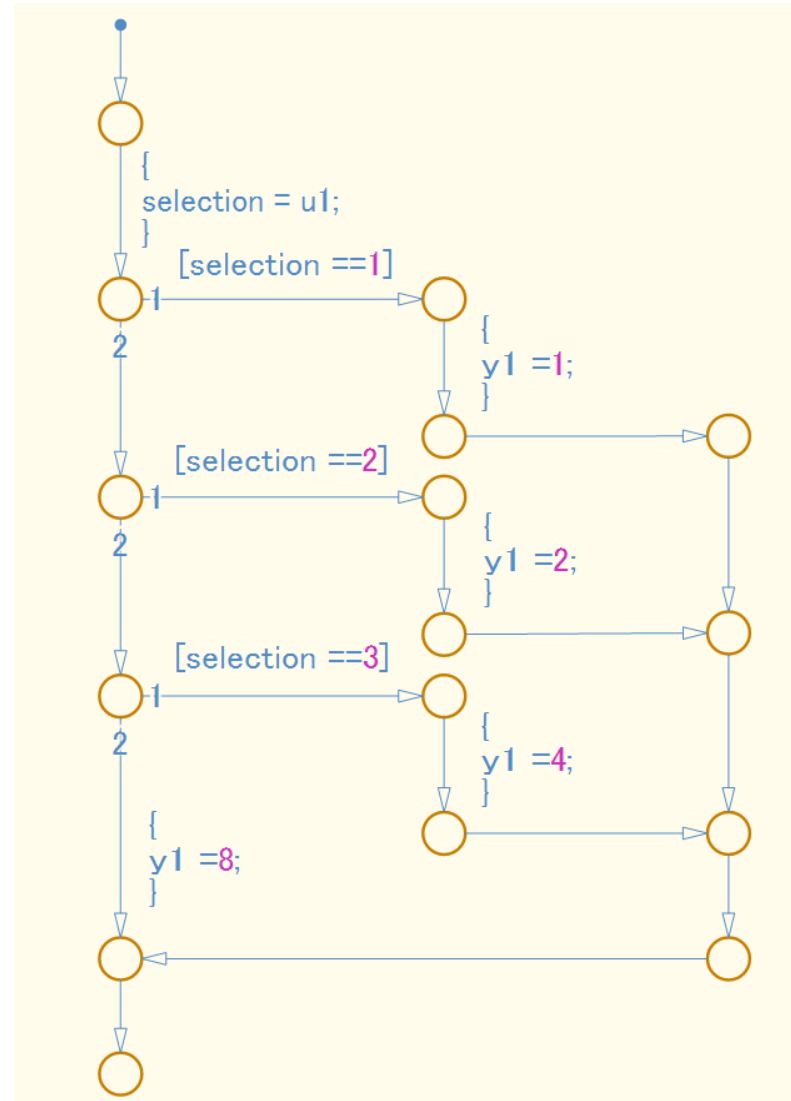 {
selection = u1;
}
[selection ==1]
1
2
{
y1 =1;
}
[selection ==2]
1
2
{
y1 =2;
}
[selection ==3]
1
2
{
y1 =4;
}
{
y1 =8;
}